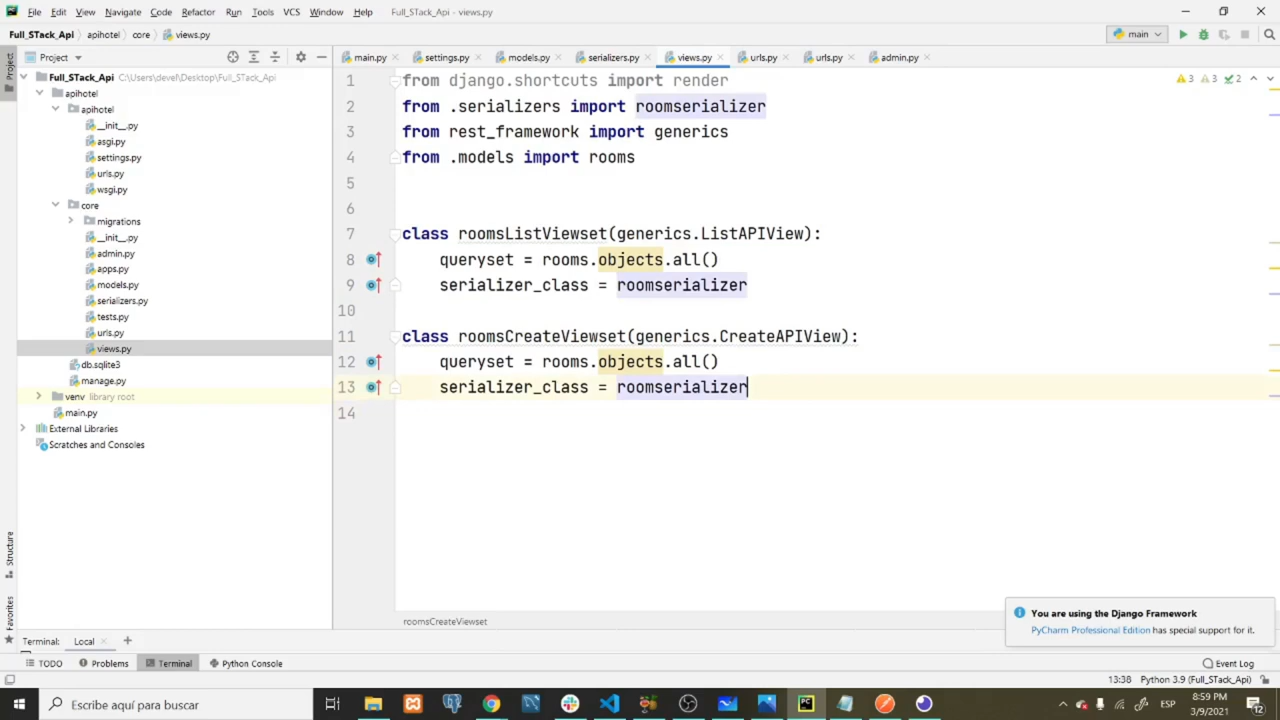 File Edit View Navigate Code Refactor Run Tools VCS Window Help Full_STack_Api - views.py
Full_STack_Api apihotel core views.py main
Project main.py settings.py models.py serializers.py views.py urls.py urls.py admin.py
Project
Full_STack_Api C:\Users\devel\Desktop\Full_STack_Api
apihotel
apihotel
__init__.py
asgi.py
settings.py
urls.py
wsgi.py
core
migrations
__init__.py
admin.py
apps.py
models.py
serializers.py
tests.py
urls.py
views.py
db.sqlite3
manage.py
venv library root
main.py
External Libraries
Scratches and Consoles
Structure
Favorites
3 3 2
1 from django.shortcuts import render
2 from .serializers import roomserializer
3 from rest_framework import generics
4 from .models import rooms
5
6
7 class roomsListViewset(generics.ListAPIView):
8 queryset = rooms.objects.all()
9 serializer_class = roomserializer
10
11 class roomsCreateViewset(generics.CreateAPIView):
12 queryset = rooms.objects.all()
13 serializer_class = roomserializer
14
roomsCreateViewset
You are using the Django Framework
PyCharm Professional Edition has special support for it.
Terminal: Local
TODO Problems Terminal Python Console Event Log
13:38 Python 3.9 (Full_STack_Api)
Escribe aquí para buscar
PC
ESP
8:59 PM
3/9/2021
12